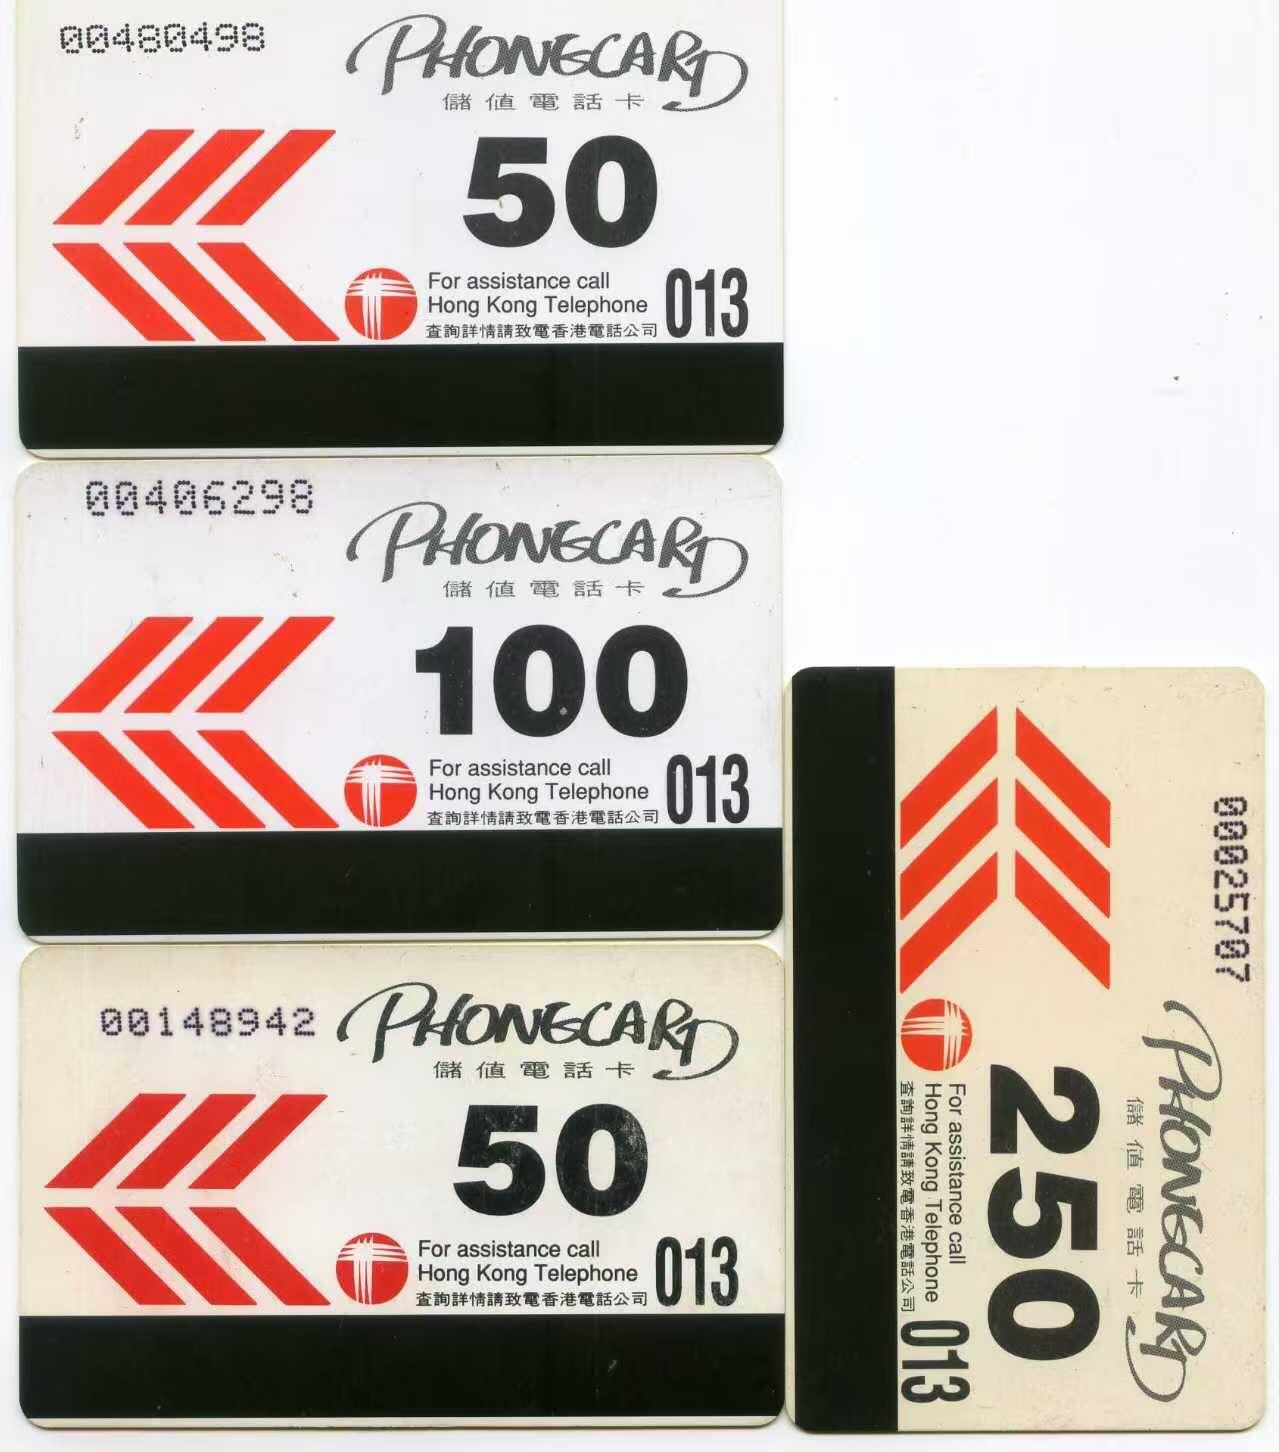 00480498
PHONECARD
儲值電話卡
50
For assistance call
Hong Kong Telephone
查詢詳情請致電香港電話公司
013
00406298
PHONECARD
儲值電話卡
100
For assistance call
Hong Kong Telephone
查詢詳情請致電香港電話公司
013
00148942
PHONECARD
儲值電話卡
50
For assistance call
Hong Kong Telephone
查詢詳情請致電香港電話公司
013
00025707
PHONECARD
儲值電話卡
250
For assistance call
Hong Kong Telephone
查詢詳情請致電香港電話公司
013